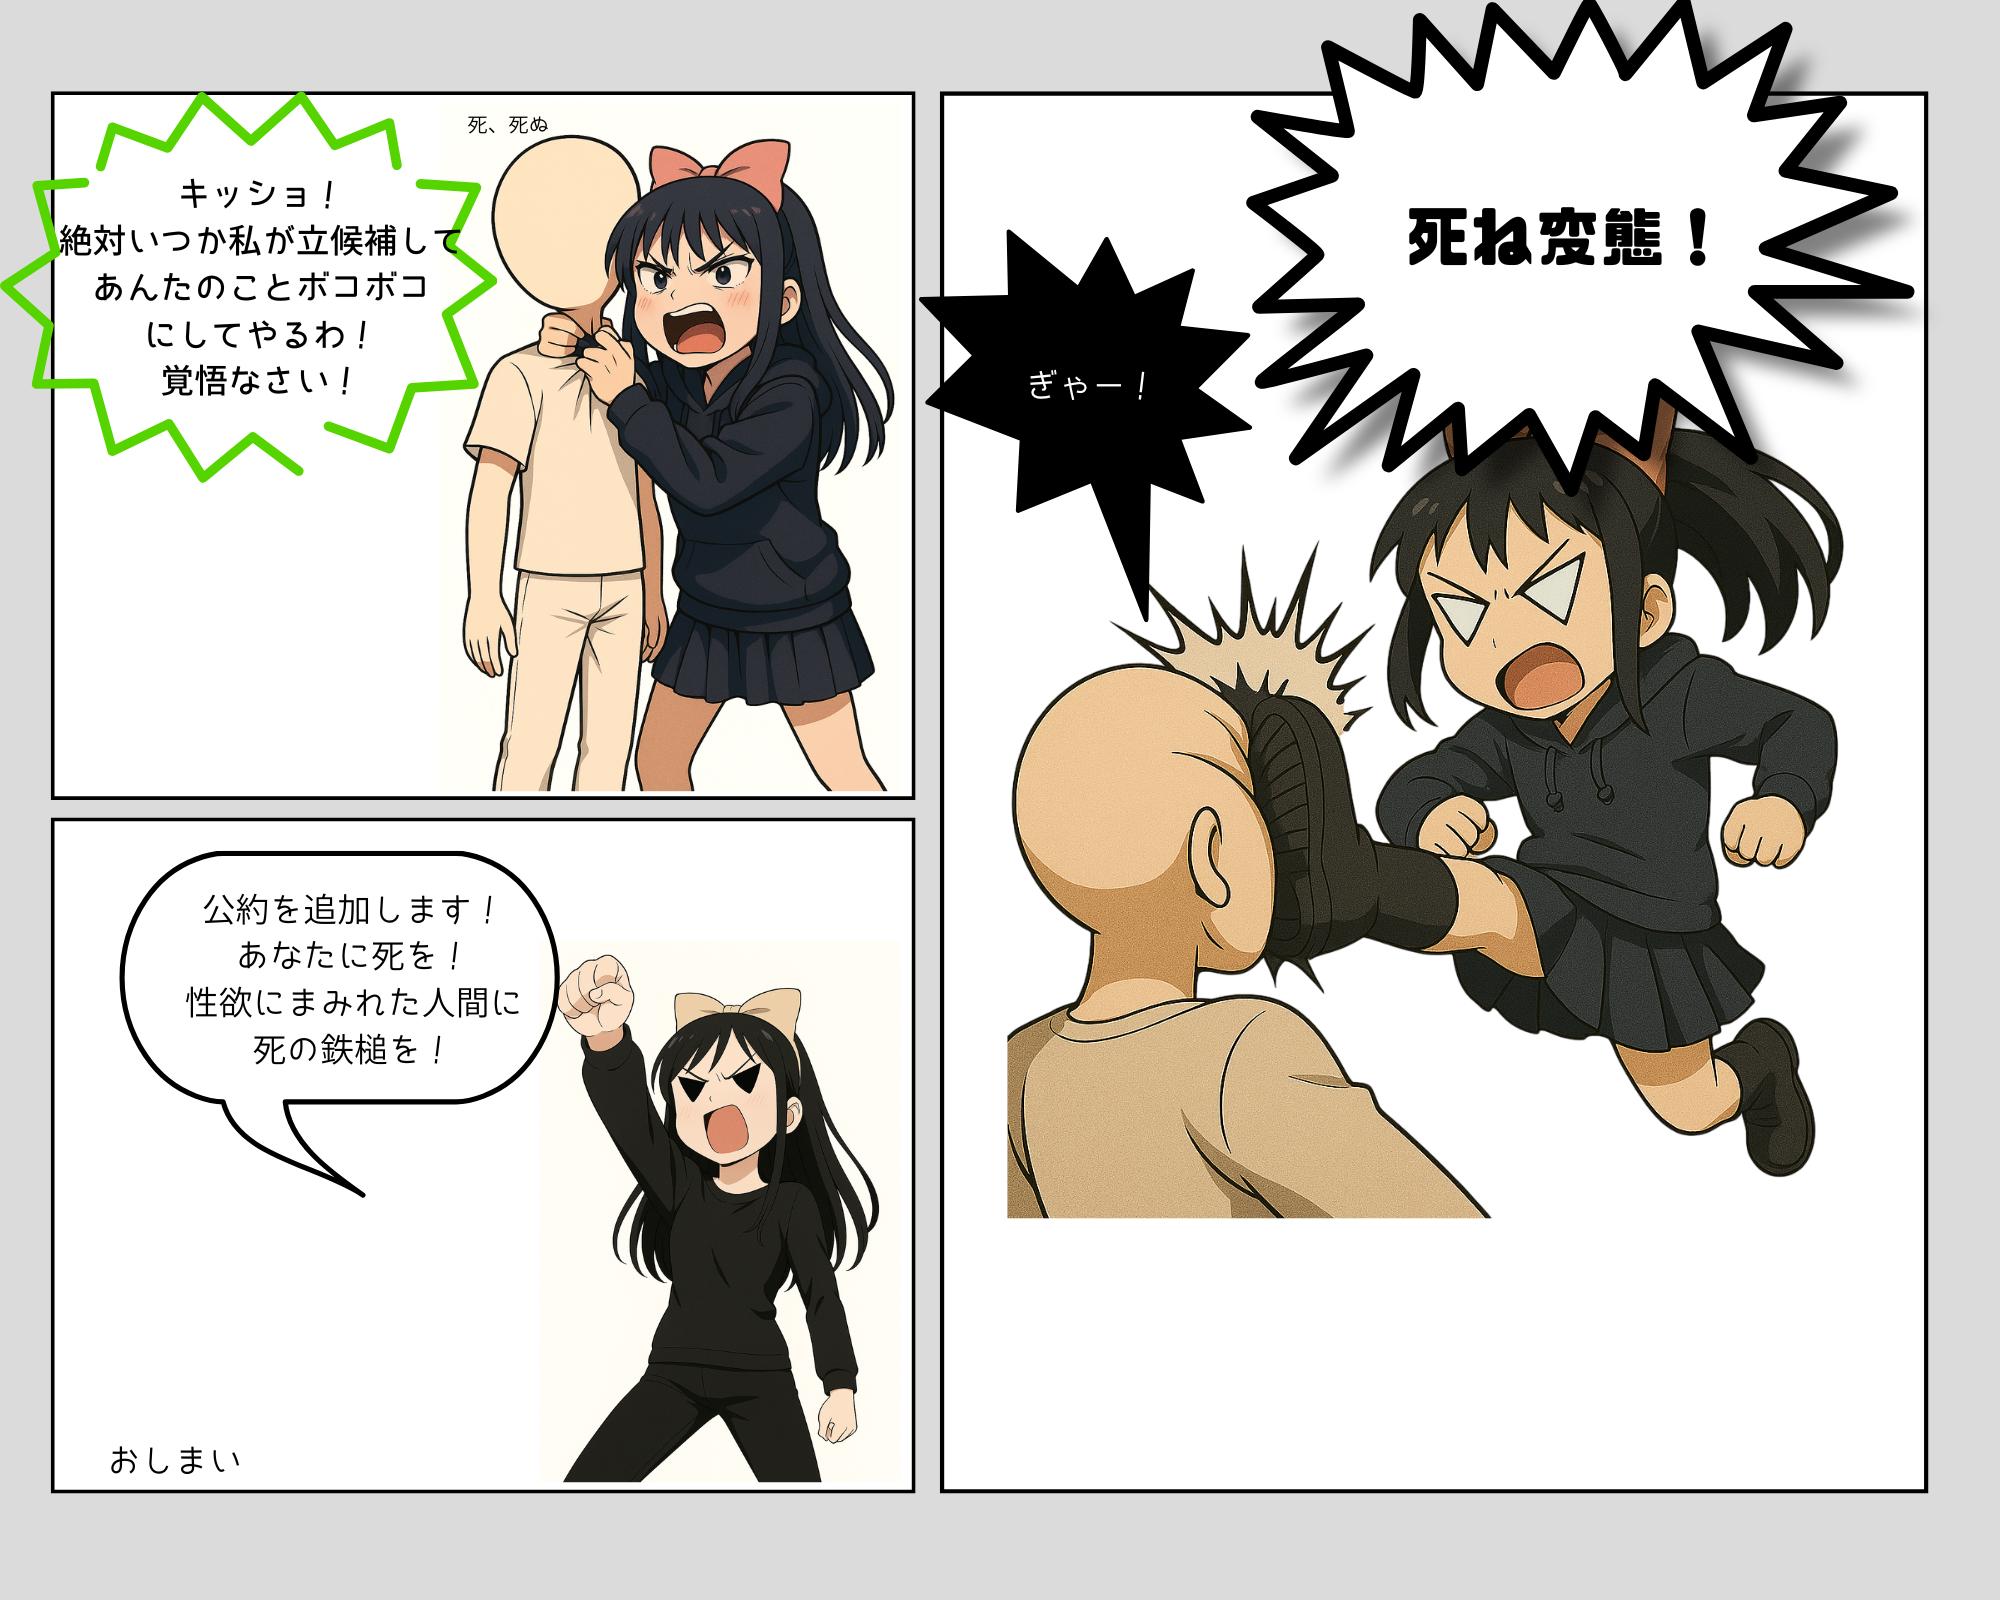 死ね変態！
ぎゃー！
死、死ぬ
キッショ！
絶対いつか私が立候補して
あんたのことボコボコ
にしてやるわ！
覚悟なさい！
公約を追加します！
あなたに死を！
性欲にまみれた人間に
死の鉄槌を！
おしまい